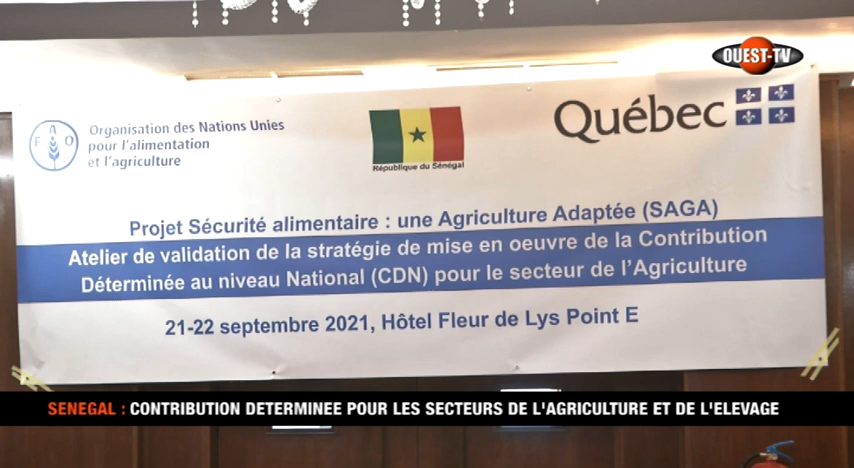 OUEST-TV
FAO
Organisation des Nations Unies
pour l'alimentation
et l'agriculture
République du Sénégal
Québec
Projet Sécurité alimentaire : une Agriculture Adaptée (SAGA)
Atelier de validation de la stratégie de mise en oeuvre de la Contribution
Déterminée au niveau National (CDN) pour le secteur de l'Agriculture
21-22 septembre 2021, Hôtel Fleur de Lys Point E
SENEGAL : CONTRIBUTION DETERMINEE POUR LES SECTEURS DE L'AGRICULTURE ET DE L'ELEVAGE